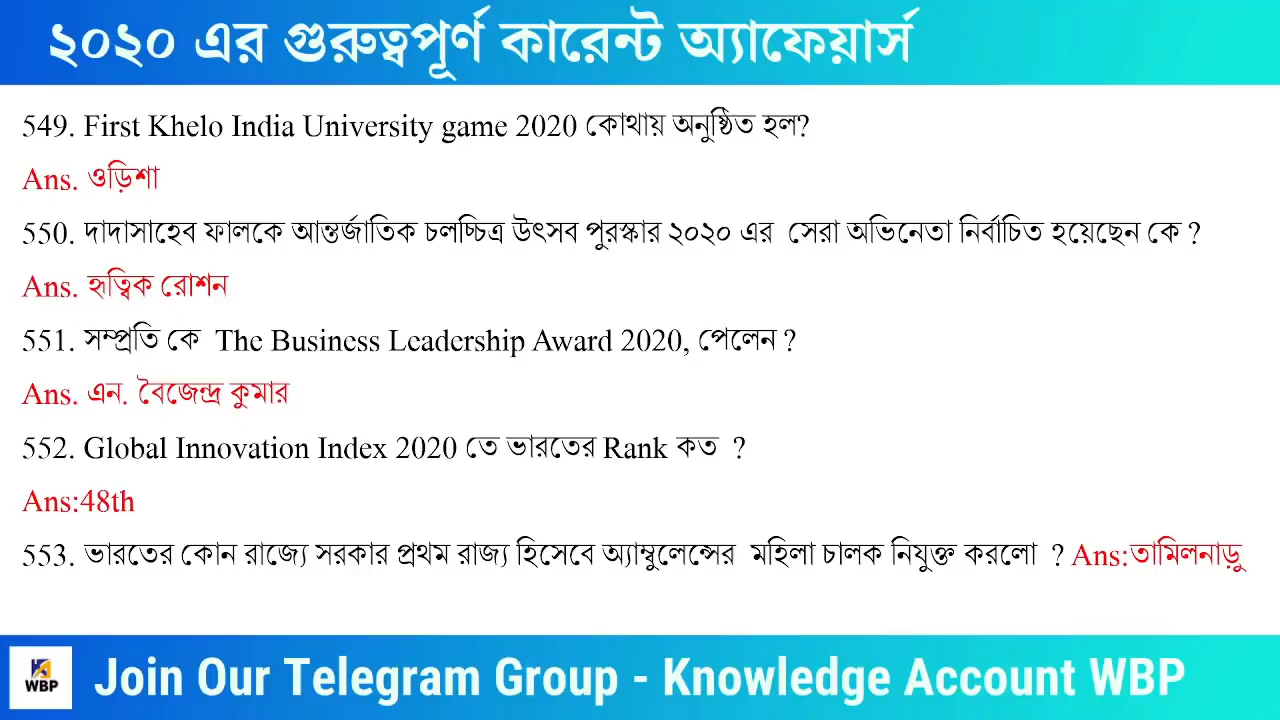 ২০২০ এর গুরুত্বপূর্ণ কারেন্ট অ্যাফেয়ার্স
549. First Khelo India University game 2020 কোথায় অনুষ্ঠিত হল?
Ans. ওড়িশা
550. দাদাসাহেব ফালকে আন্তর্জাতিক চলচ্চিত্র উৎসব পুরস্কার ২০২০ এর সেরা অভিনেতা নির্বাচিত হয়েছেন কে ?
Ans. হৃত্বিক রোশন
551. সম্প্রতি কে The Business Leadership Award 2020, পেলেন ?
Ans. এন. বৈজেন্দ্র কুমার
552. Global Innovation Index 2020 তে ভারতের Rank কত ?
Ans:48th
553. ভারতের কোন রাজ্যে সরকার প্রথম রাজ্য হিসেবে অ্যাম্বুলেন্সের মহিলা চালক নিযুক্ত করলো ? Ans:তামিলনাড়ু
WBP
Join Our Telegram Group - Knowledge Account WBP